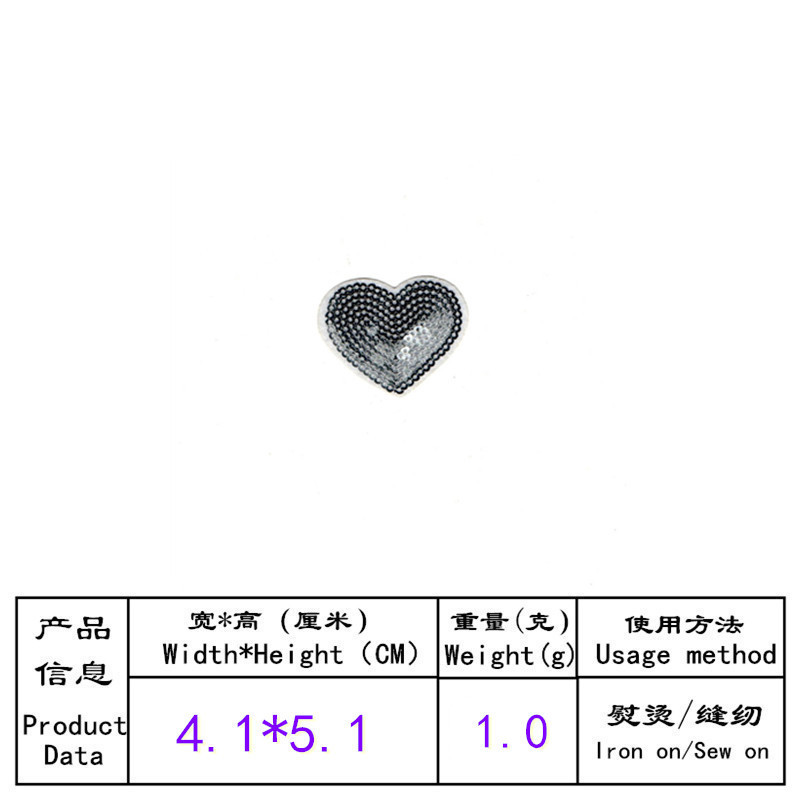 产品
信息
Product
Data
宽*高 (厘米)
Width*Height (CM)
重量(克)
Weight(g)
使用方法
Usage method
4.1*5.1
1.0
熨烫/缝纫
Iron on/Sew on